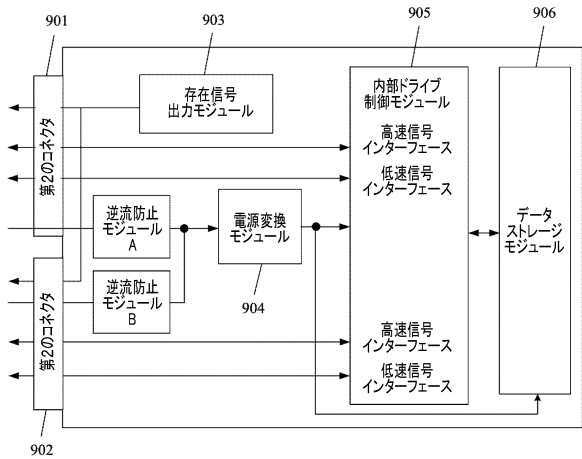 901
903
905
906
第2のコネクタ
存在信号
出力モジュール
内部ドライブ
制御モジュール
高速信号
インターフェース
低速信号
インターフェース
逆流防止
モジュール
A
電源変換
モジュール
データ
ストレージ
モジュール
第2のコネクタ
逆流防止
モジュール
B
904
高速信号
インターフェース
低速信号
インターフェース
902